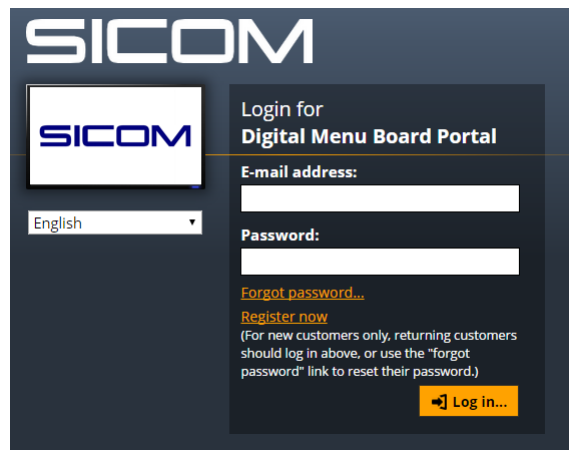 SICOM
SICOM
English
Login for
Digital Menu Board Portal
E-mail address:
Password:
Forgot password...
Register now
(For new customers only, returning customers
should log in above, or use the "forgot
password" link to reset their password.)
Log in...